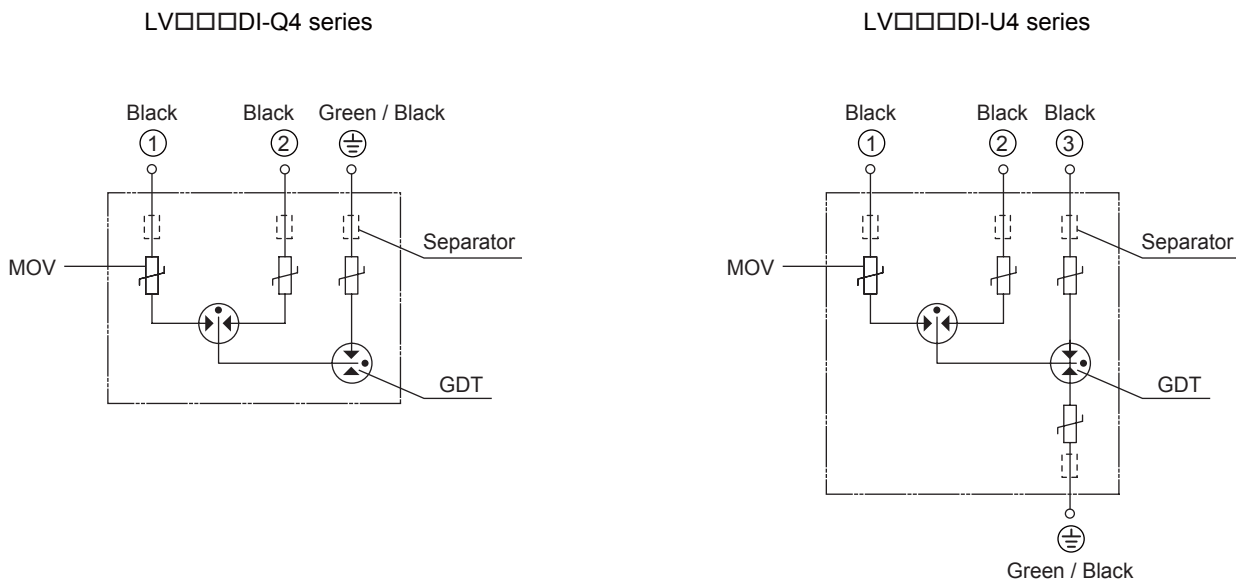 LV□□□DI-Q4 series
LV□□□DI-U4 series
Black
Black
Green / Black
1
2
Separator
MOV
GDT
Black
Black
Black
1
2
3
Separator
MOV
GDT
Green / Black